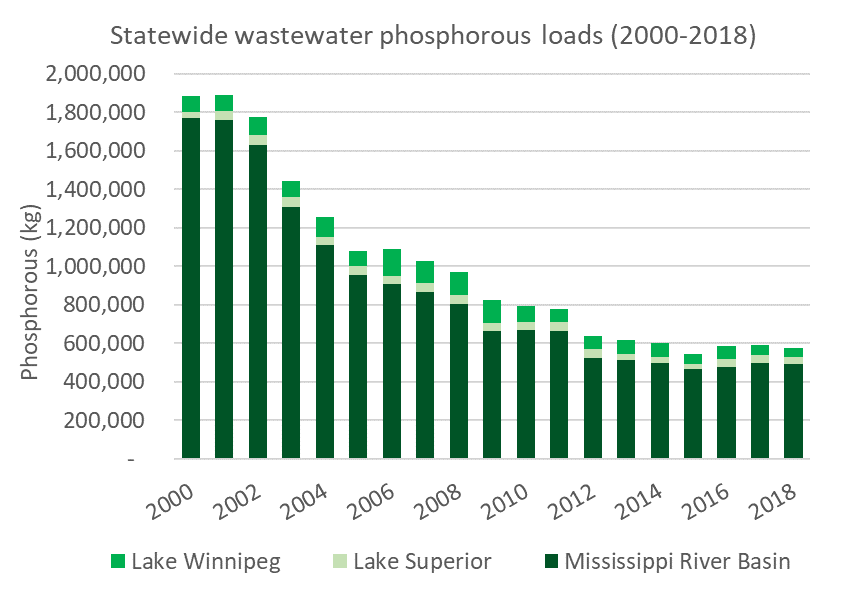 Statewide wastewater phosphorous loads (2000-2018)
Phosphorous (kg)
2,000,000
1,800,000
1,600,000
1,400,000
1,200,000
1,000,000
800,000
600,000
400,000
200,000
-
2000 2002 2004 2006 2008 2010 2012 2014 2016 2018
Lake Winnipeg Lake Superior Mississippi River Basin